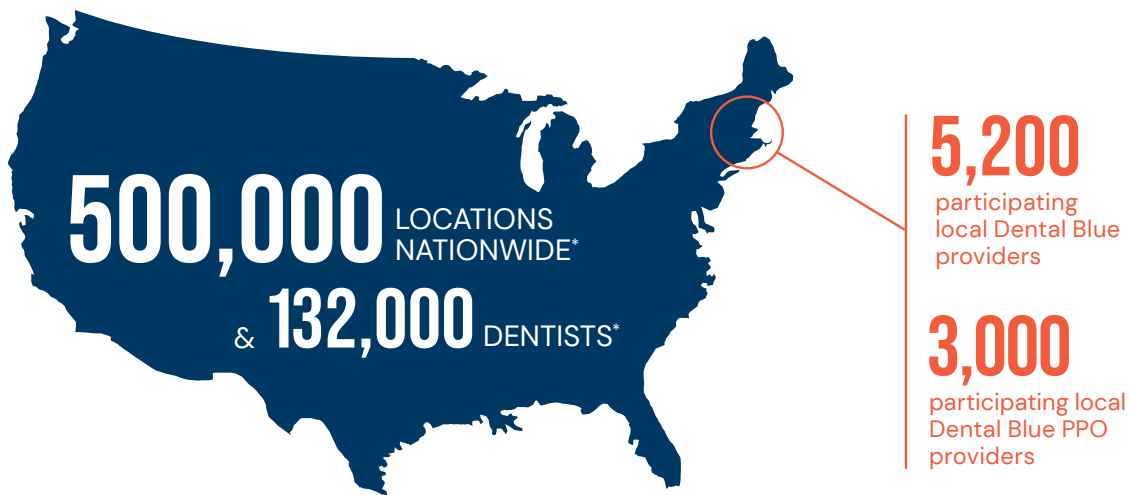 500,000 LOCATIONS
NATIONWIDE*
& 132,000 DENTISTS*
5,200
participating
local Dental Blue
providers
3,000
participating local
Dental Blue PPO
providers